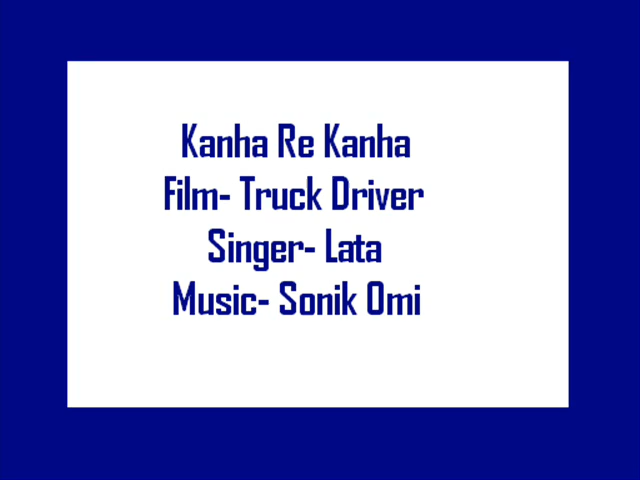 Kanha Re Kanha
Film- Truck Driver
Singer- Lata
Music- Sonik Omi